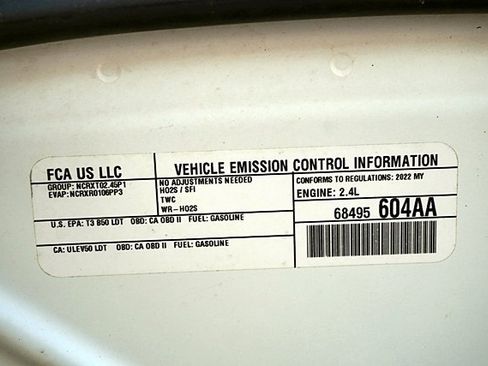 FCA US LLC
VEHICLE EMISSION CONTROL INFORMATION
GROUP: NCRXT02.45P1
EVAP:NCRXR0106PP3
NO ADJUSTMENTS NEEDED
HO2S / SFI
TWC
WR-HO2S
CONFORMS TO REGULATIONS: 2022 MY
ENGINE: 2.4L
68495 604AA
U.S. EPA: T3 B50 LDT OBD: CA OBD II FUEL: GASOLINE
CA: ULEV50 LDT OBD: CA OBD II FUEL: GASOLINE